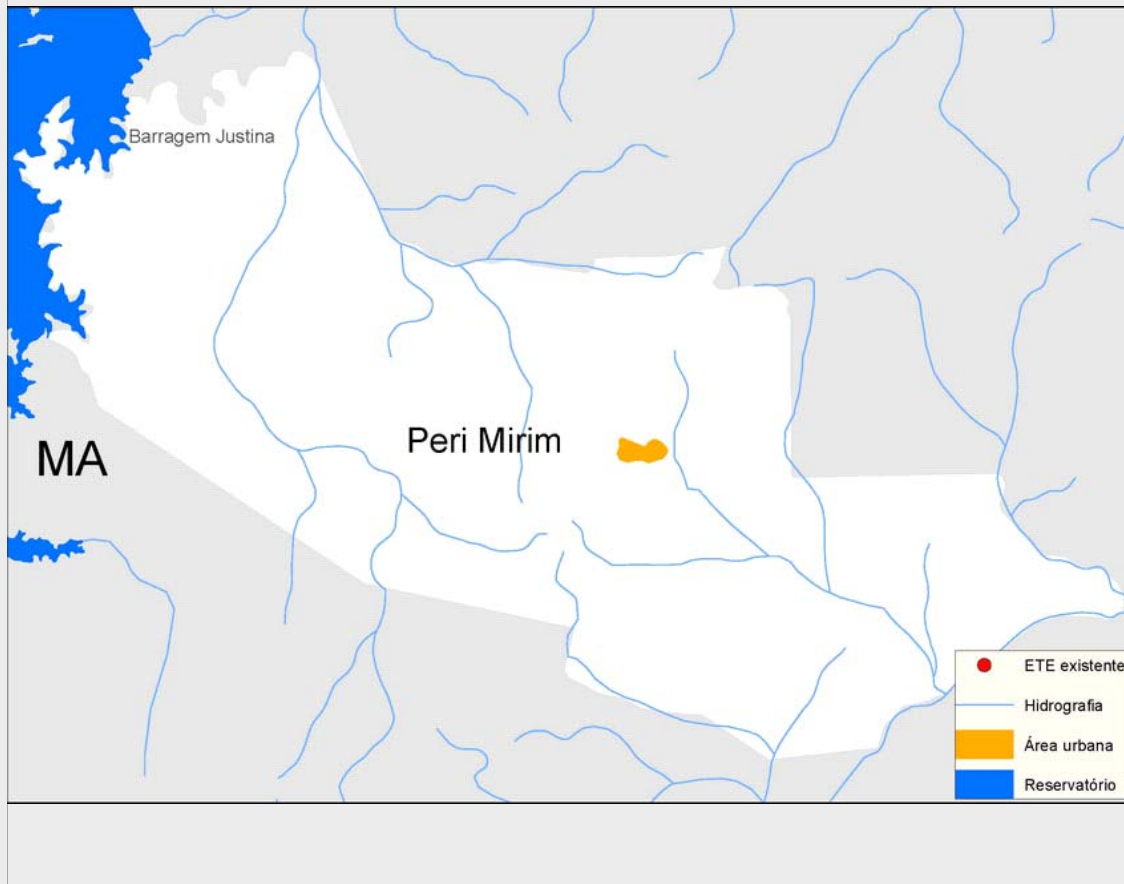 Barragem Justina
Peri Mirim
MA
ETE existente
Hidrografia
Área urbana
Reservatório